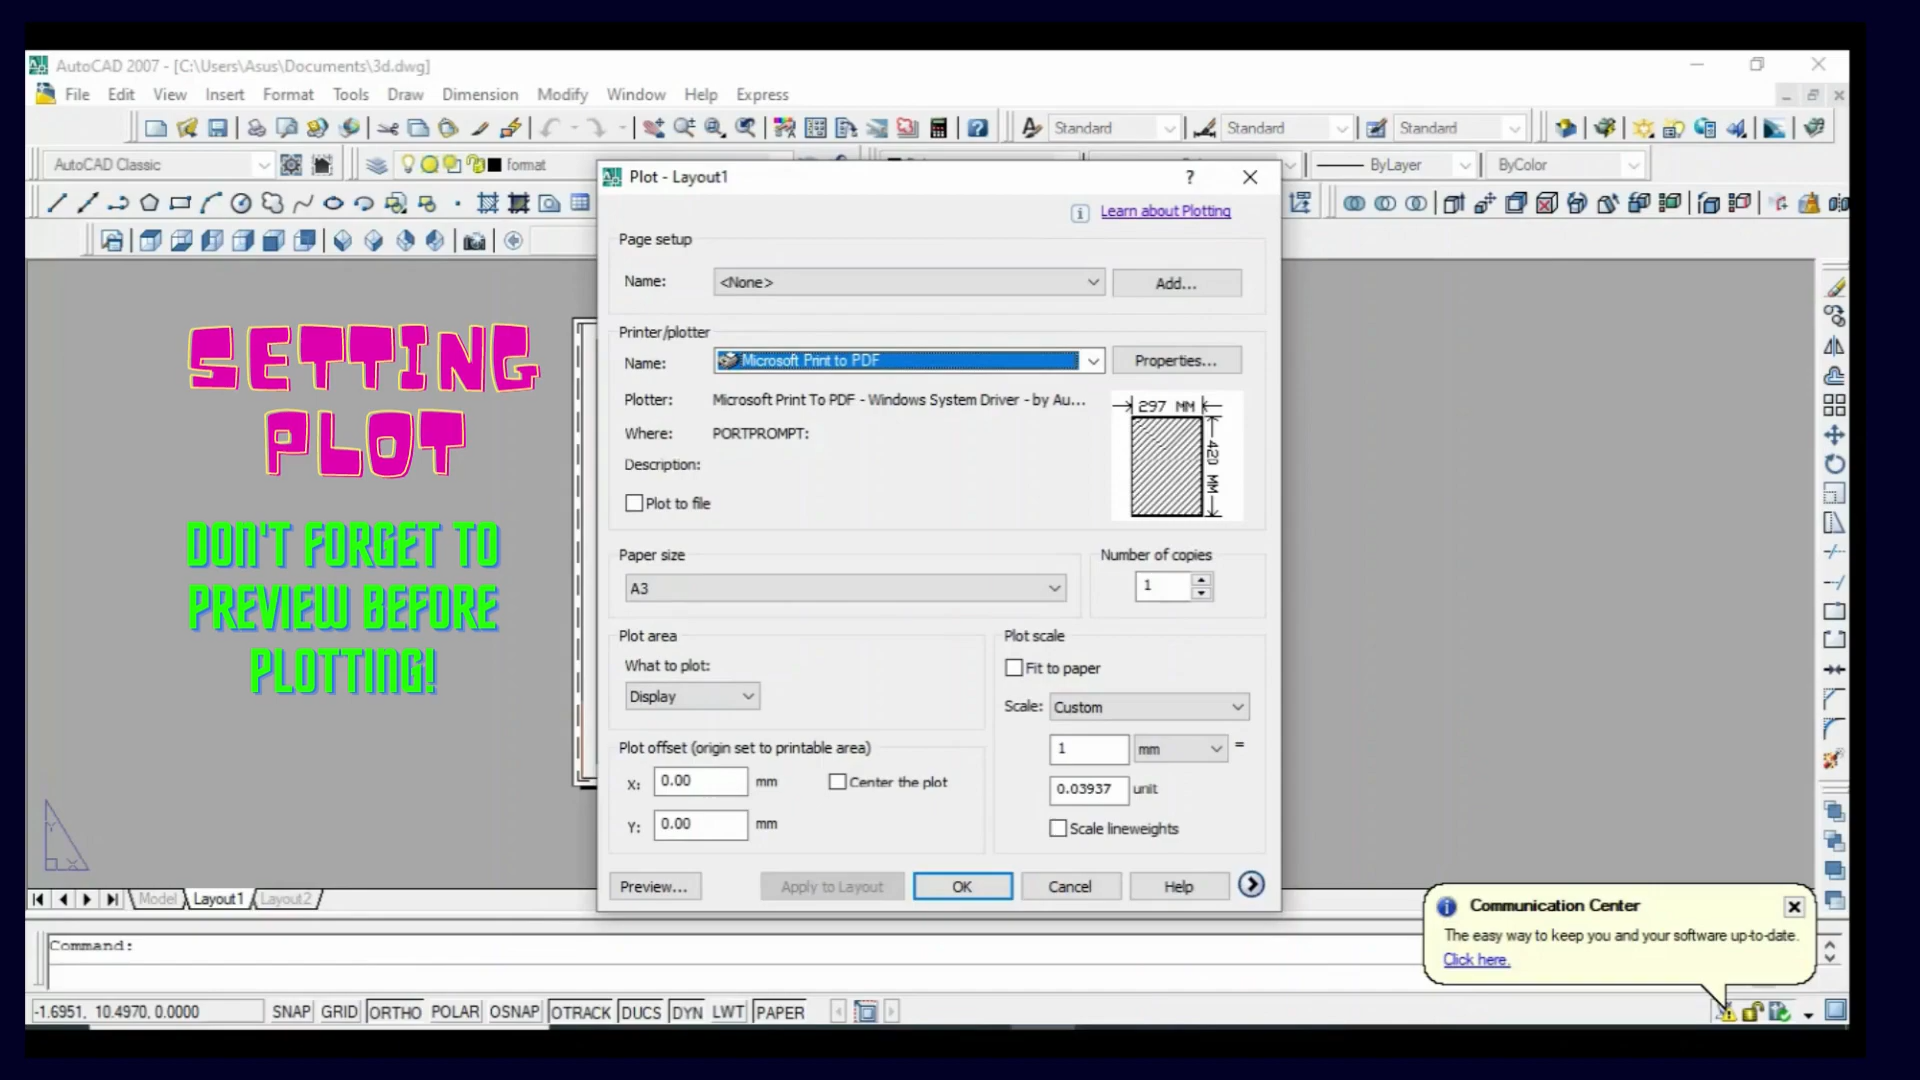 AutoCAD 2007 - [C:\Users\Asus\Documents\3d.dwg]
File Edit View Insert Format Tools Draw Dimension Modify Window Help Express
Standard Standard Standard
AutoCAD Classic format ByLayer ByColor
Plot - Layout1
Learn about Plotting
Page setup
Name: <None> Add...
Printer/plotter
Name: Microsoft Print to PDF Properties...
Plotter: Microsoft Print To PDF - Windows System Driver - by Au...
Where: PORTPROMPT:
Description:
Plot to file
297 MM
420 MM
Paper size
A3
Number of copies
1
Plot area
What to plot:
Display
Plot scale
Fit to paper
Scale: Custom
1 mm =
0.03937 unit
Scale lineweights
Plot offset (origin set to printable area)
X: 0.00 mm Center the plot
Y: 0.00 mm
Preview... Apply to Layout OK Cancel Help
SETTING
PLOT
DON'T FORGET TO
PREVIEW BEFORE
PLOTTING!
Model Layout1 Layout2
Command:
Communication Center
The easy way to keep you and your software up-to-date.
Click here.
-1.6951, 10.4970, 0.0000 SNAP GRID ORTHO POLAR OSNAP OTRACK DUCS DYN LWT PAPER